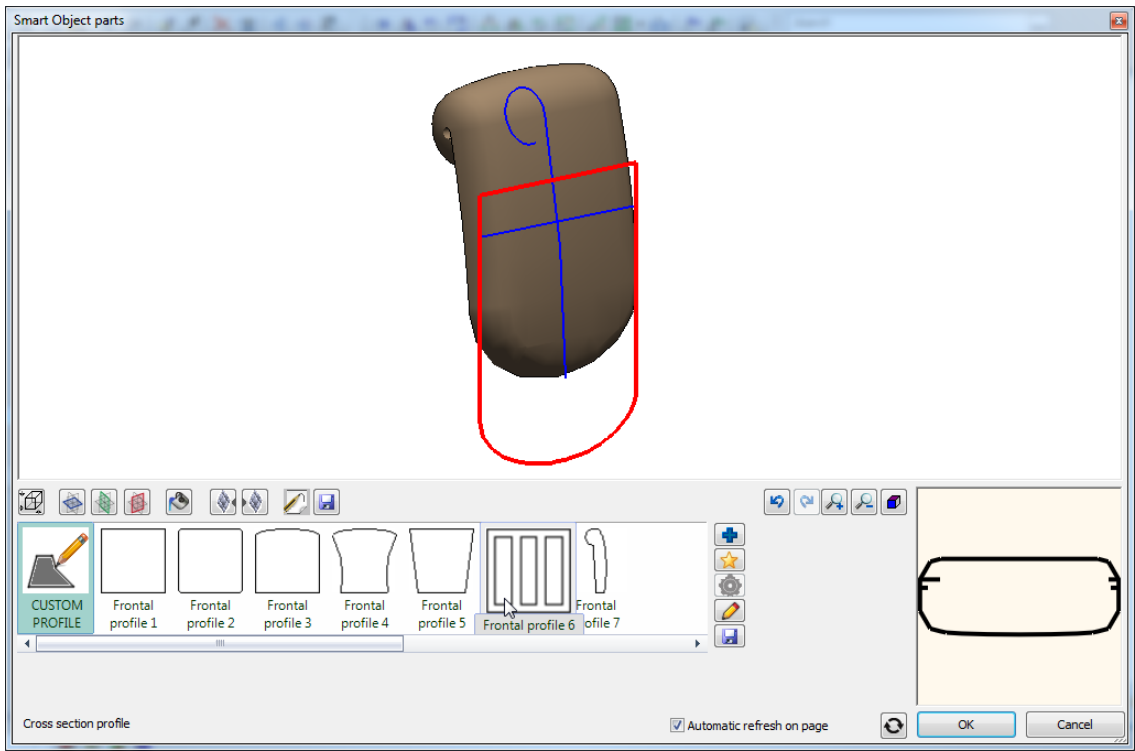 Smart Object parts
CUSTOM
PROFILE
Frontal
profile 1
Frontal
profile 2
Frontal
profile 3
Frontal
profile 4
Frontal
profile 5
Frontal profile 6
Frontal
ofile 7
Cross section profile
Automatic refresh on page
OK
Cancel